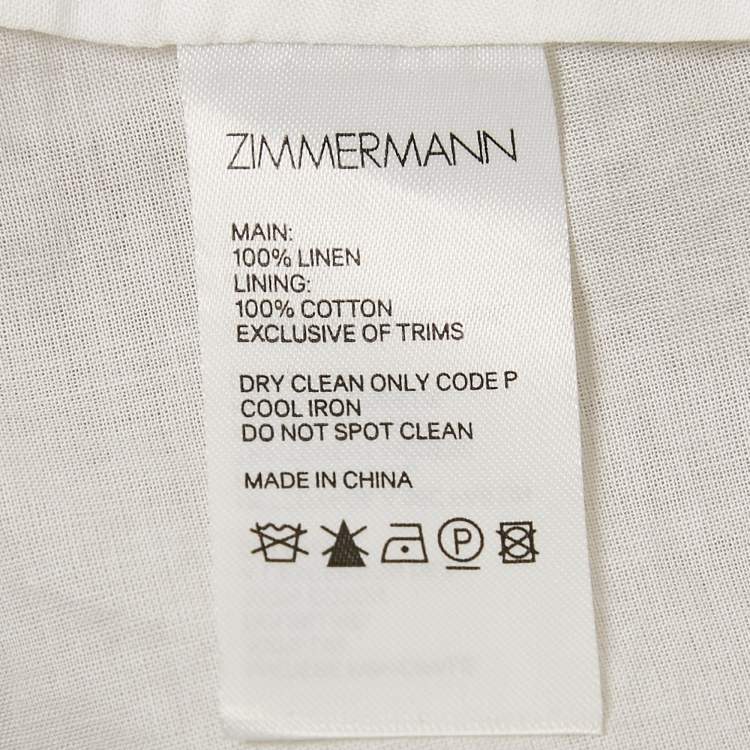 ZIMMERMANN
MAIN:
100% LINEN
LINING:
100% COTTON
EXCLUSIVE OF TRIMS
DRY CLEAN ONLY CODE P
COOL IRON
DO NOT SPOT CLEAN
MADE IN CHINA
P